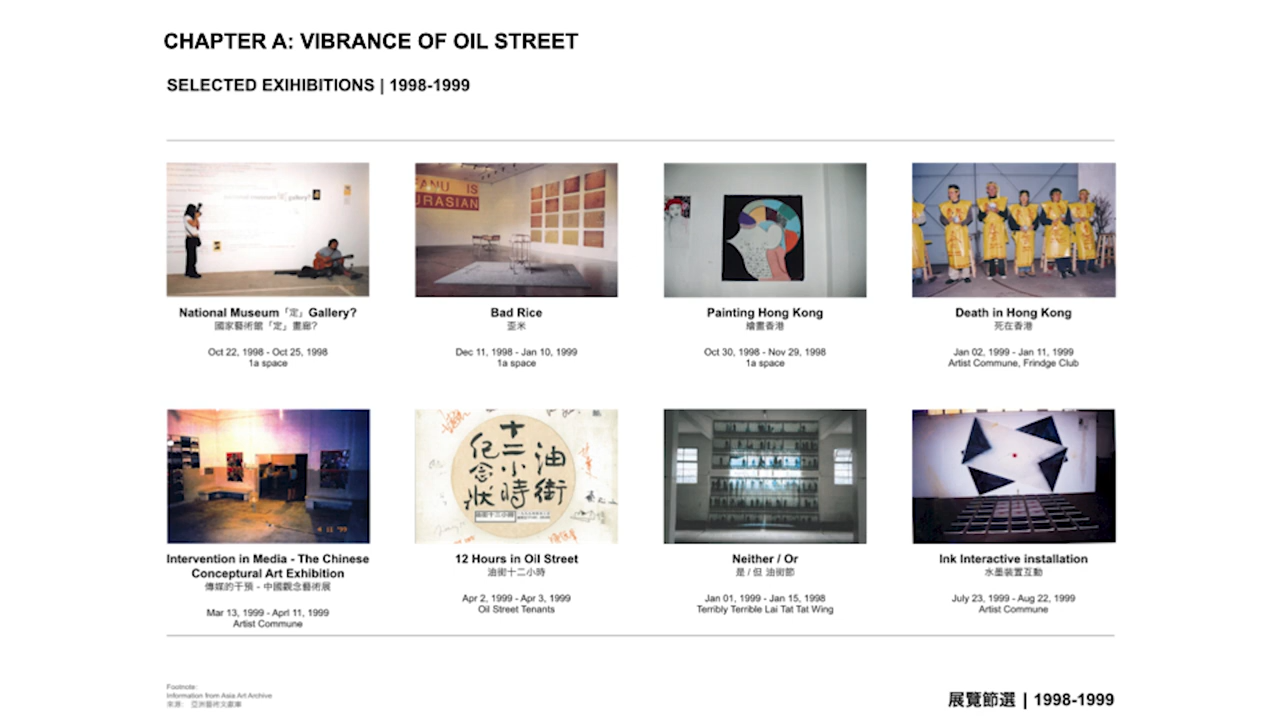 CHAPTER A: VIBRANCE OF OIL STREET
SELECTED EXIHIBITIONS | 1998-1999
ANU IS
URASIAN
National Museum「定」Gallery?
國家藝術館「定」畫廊?
Oct 22, 1998 - Oct 25, 1998
1a space
Bad Rice
歪米
Dec 11, 1998 - Jan 10, 1999
1a space
Painting Hong Kong
繪畫香港
Oct 30, 1998 - Nov 29, 1998
1a space
Death in Hong Kong
死在香港
Jan 02, 1999 - Jan 11, 1999
Artist Commune, Frindge Club
4 11 '99
油街
十二小時
紀念狀
Intervention in Media - The Chinese
Conceptural Art Exhibition
傳媒的干預 - 中國觀念藝術展
Mar 13, 1999 - Aprl 11, 1999
Artist Commune
12 Hours in Oil Street
油街十二小時
Apr 2, 1999 - Apr 3, 1999
Oil Street Tenants
Neither / Or
是 / 但 油街節
Jan 01, 1999 - Jan 15, 1998
Terribly Terrible Lai Tat Tat Wing
Ink Interactive installation
水墨裝置互動
July 23, 1999 - Aug 22, 1999
Artist Commune
Footnote:
Information from Asia Art Archive
來源: 亞洲藝術文獻庫
展覽節選 | 1998-1999